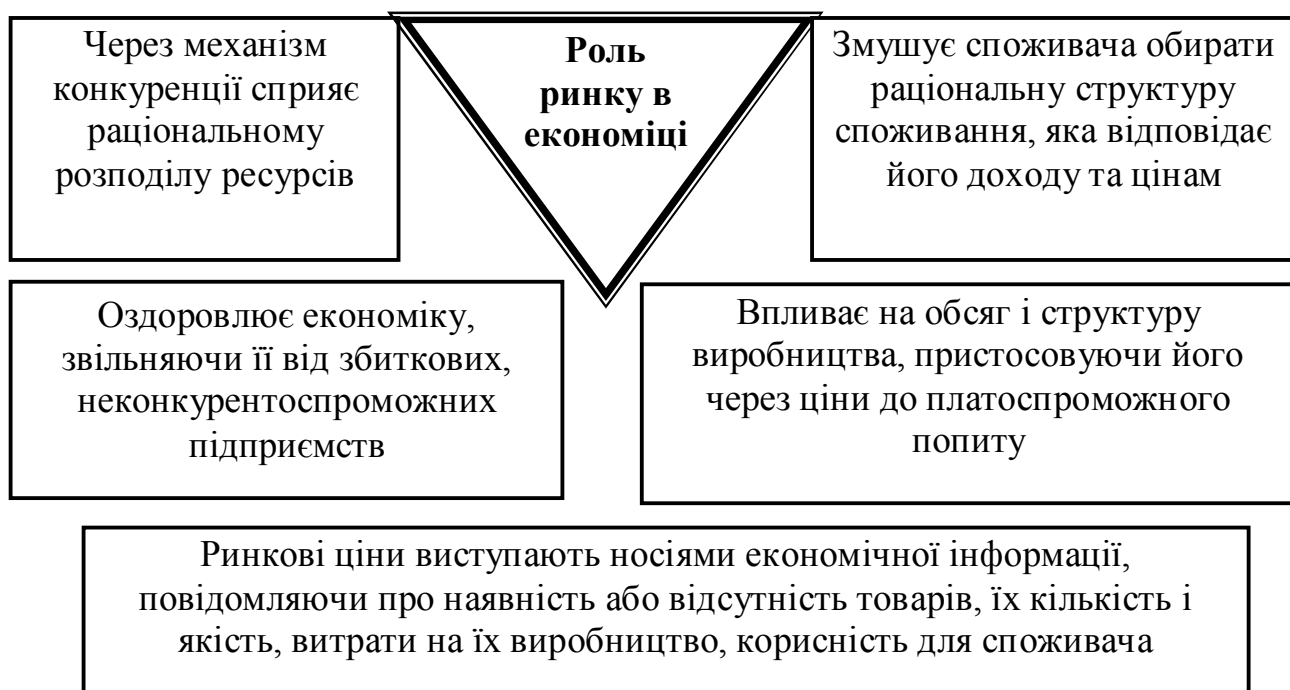 Через механізм
конкуренції сприяє
раціональному
розподілу ресурсів
Роль
ринку в
економіці
Змушує споживача обирати
раціональну структуру
споживання, яка відповідає
його доходу та цінам
Оздоровлює економіку,
звільняючи її від збиткових,
неконкурентоспроможних
підприємств
Впливає на обсяг і структуру
виробництва, пристосовуючи його
через ціни до платоспроможного
попиту
Ринкові ціни виступають носіями економічної інформації,
повідомляючи про наявність або відсутність товарів, їх кількість і
якість, витрати на їх виробництво, корисність для споживача